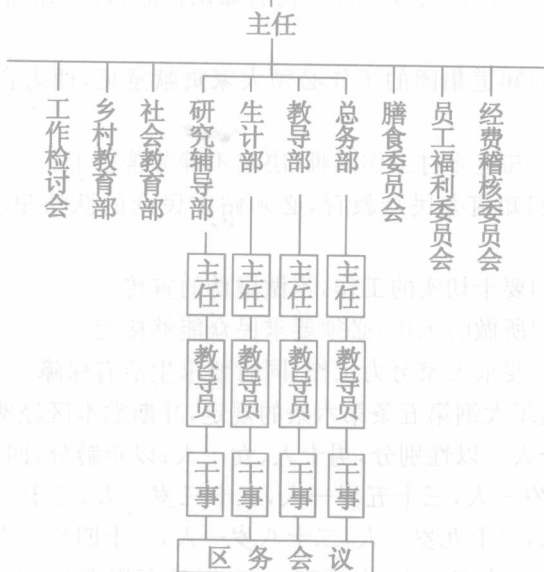 主任
工作检讨会
乡村教育部
社会教育部
研究辅导部
生计部
教导部
总务部
膳食委员会
员工福利委员会
经费稽核委员会
主任
主任
主任
主任
教导员
教导员
教导员
教导员
干事
干事
干事
干事
区务会议